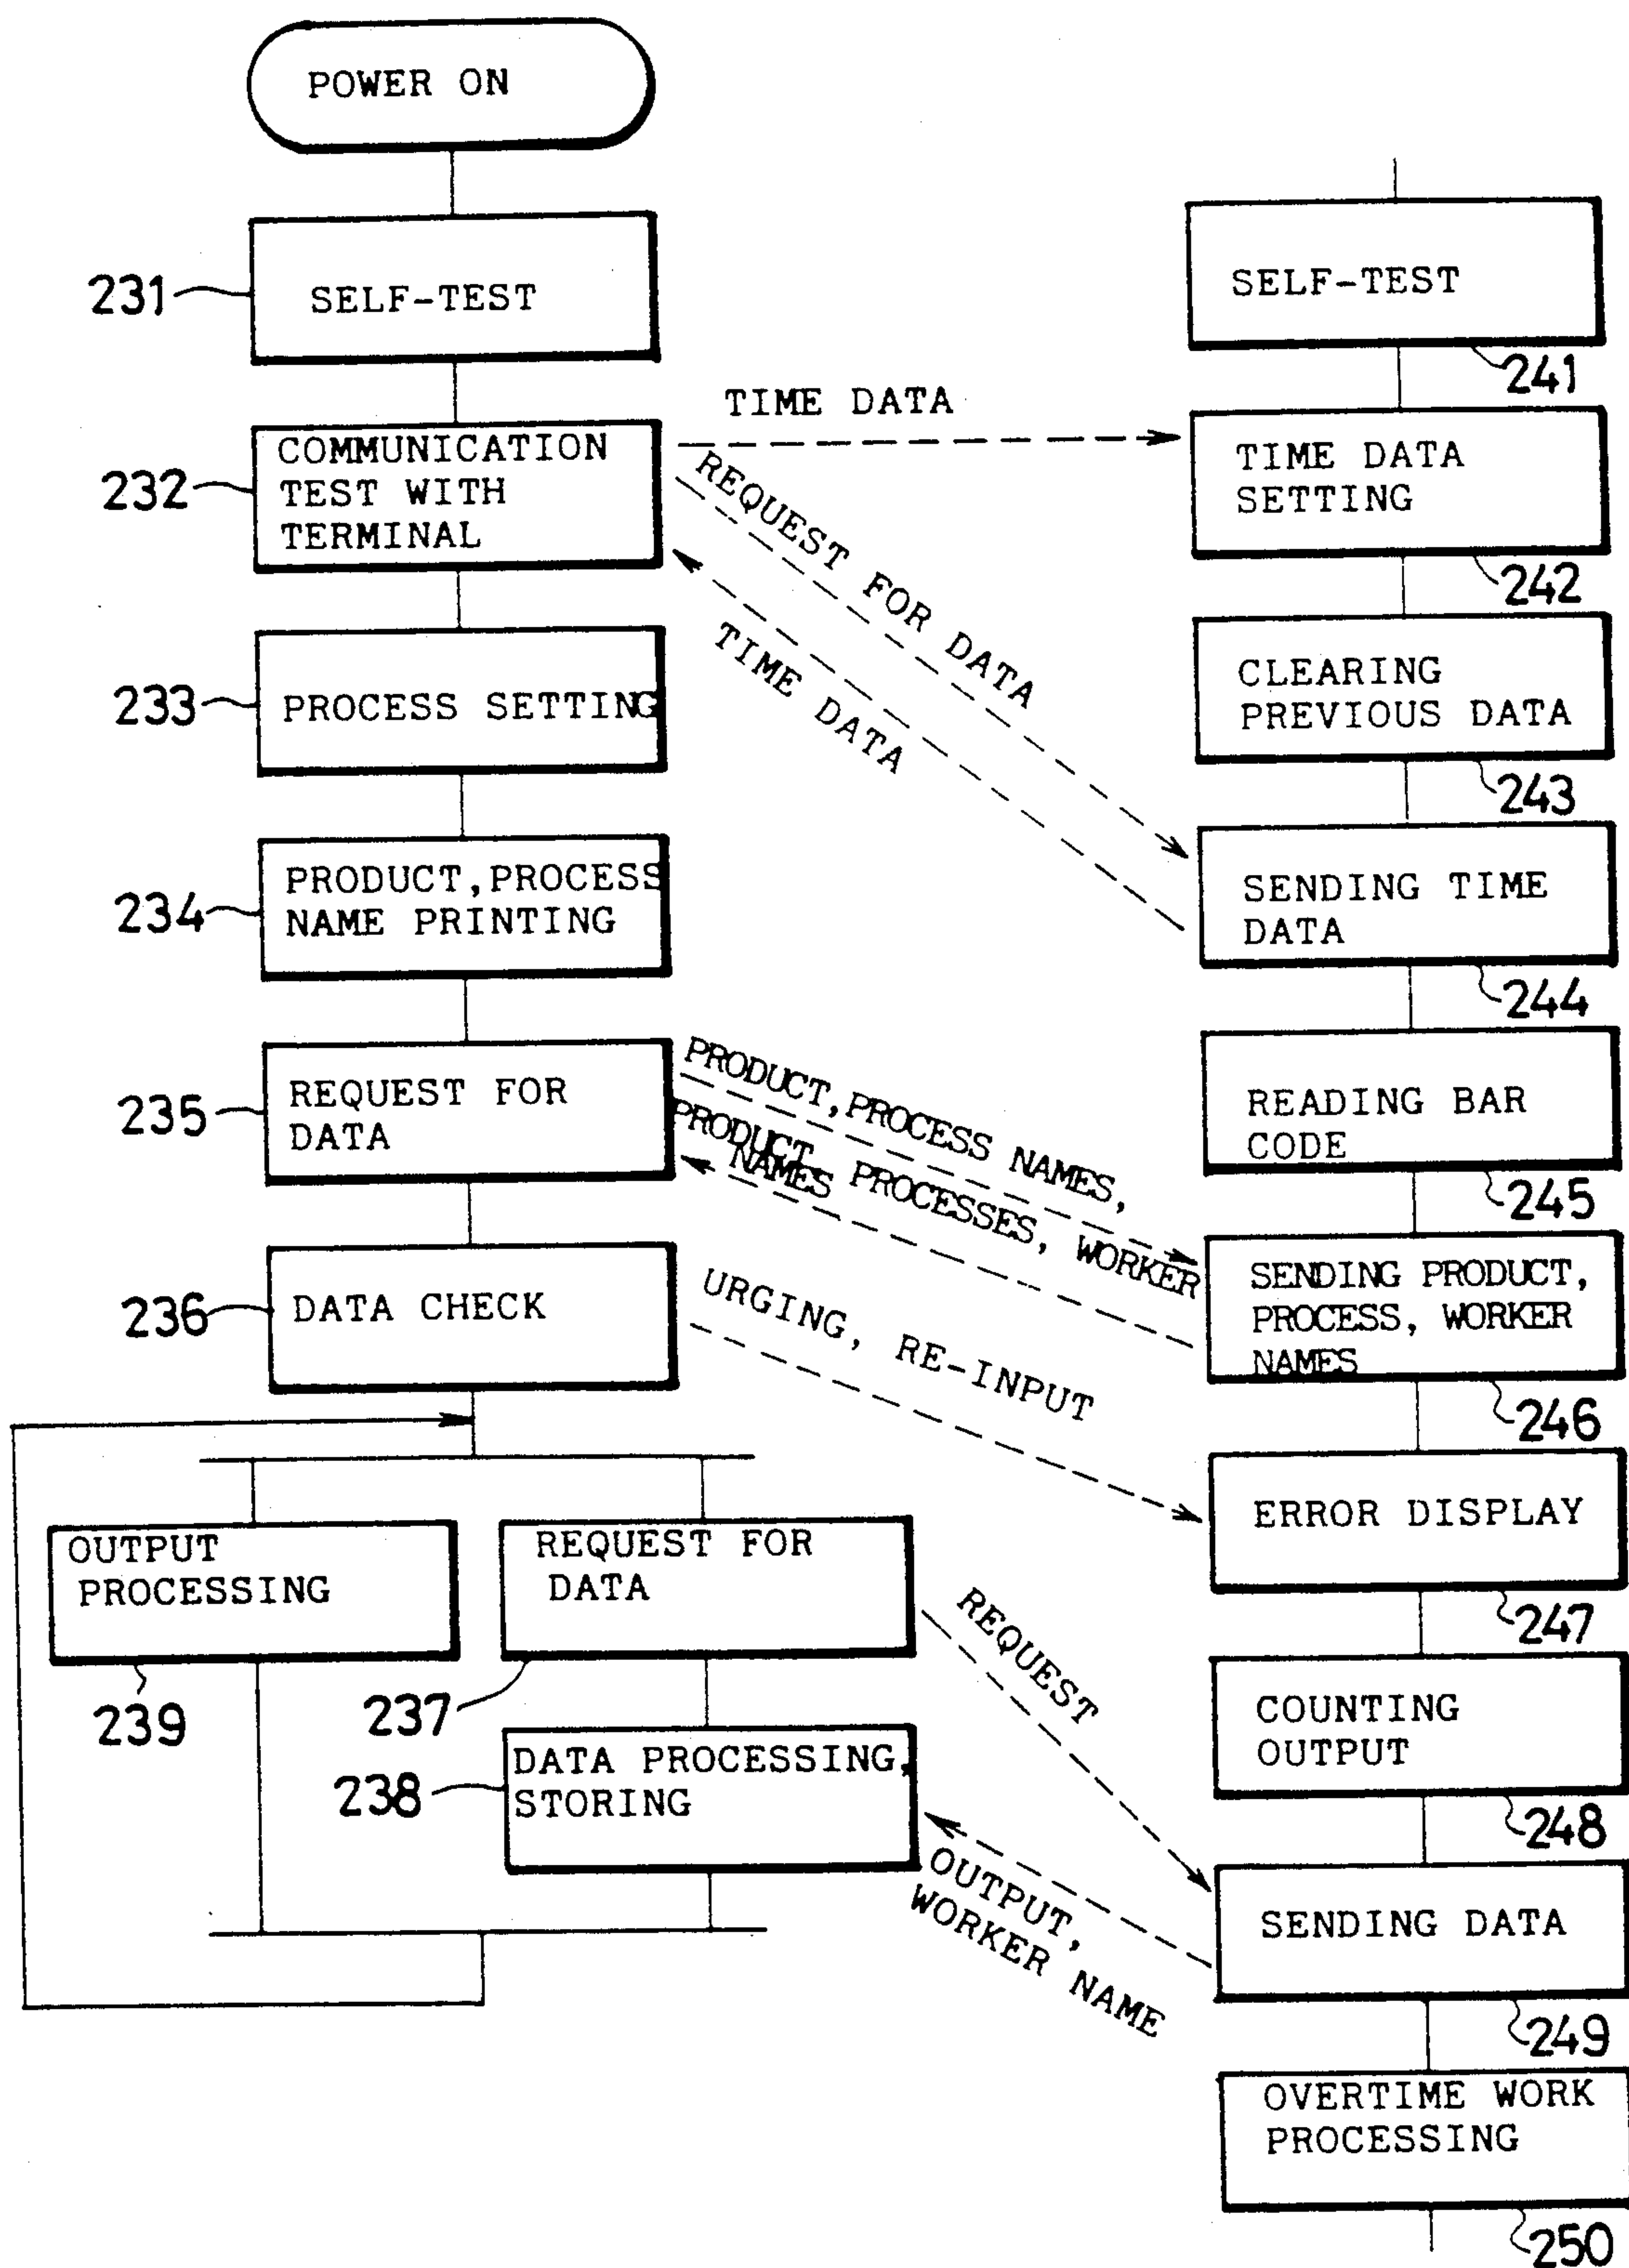 POWER ON
231
SELF-TEST
232
COMMUNICATION
TEST WITH
TERMINAL
233
PROCESS SETTING
234
PRODUCT, PROCESS
NAME PRINTING
235
REQUEST FOR
DATA
236
DATA CHECK
OUTPUT
PROCESSING
239
REQUEST FOR
DATA
237
238
DATA PROCESSING,
STORING
TIME DATA
REQUEST FOR DATA
TIME DATA
PRODUCT, PROCESS NAMES,
PRODUCT, PROCESSES, WORKER
NAMES
URGING, RE-INPUT
REQUEST
OUTPUT,
WORKER NAME
SELF-TEST
241
TIME DATA
SETTING
242
CLEARING
PREVIOUS DATA
243
SENDING TIME
DATA
244
READING BAR
CODE
245
SENDING PRODUCT,
PROCESS, WORKER
NAMES
246
ERROR DISPLAY
247
COUNTING
OUTPUT
248
SENDING DATA
249
OVERTIME WORK
PROCESSING
250